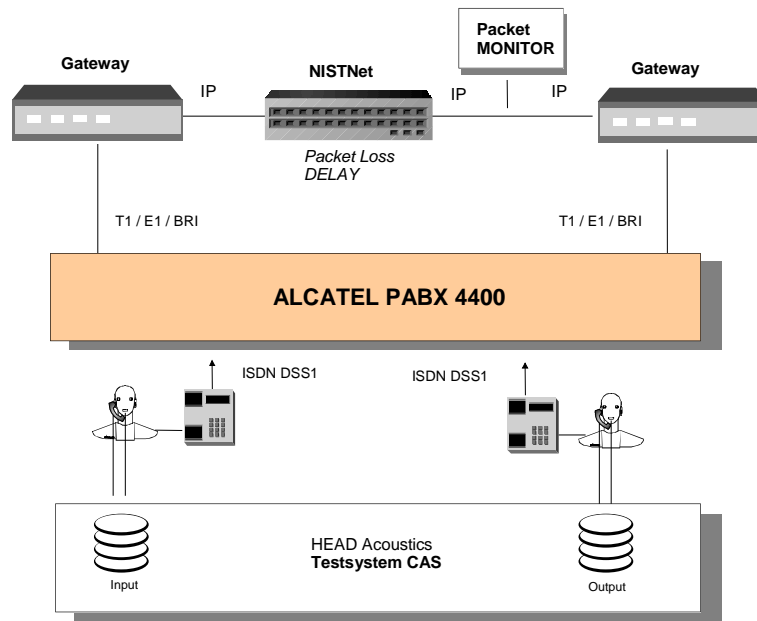 Packet
MONITOR
Gateway
NISTNet
Gateway
IP
IP
IP
Packet Loss
DELAY
T1 / E1 / BRI
T1 / E1 / BRI
ALCATEL PABX 4400
ISDN DSS1
ISDN DSS1
HEAD Acoustics
Testsystem CAS
Input
Output